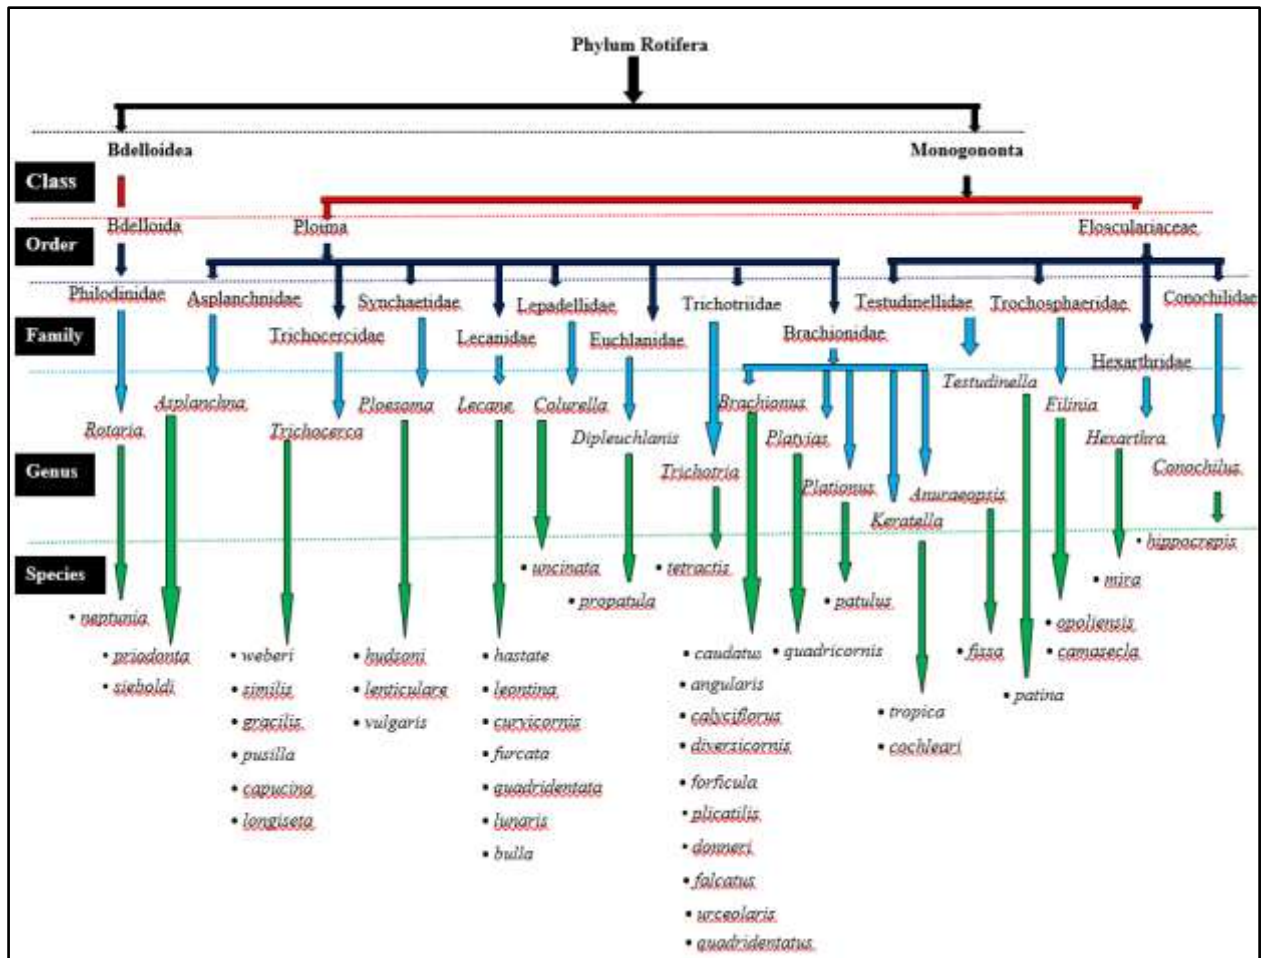 Phylum Rotifera
Bdelloidea Monogononta
Class
Bdelloida Ploima Flosculariaceae
Order
Philodinidae Asplanchnidae Synchaetidae Lepadellidae Trichotriidae Testudinellidae Trochosphaeridae Conochilidae
Family
Trichocercidae Lecanidae Euchlanidae Brachionidae Hexarthridae
Testudinella
Asplanchna Ploesoma Lecane Colurella Brachionus Filinia
Rotaria Trichocerca Dipleuchlanis Platyias Hexarthra
Genus
Trichotria Conochilus
Plationus Anuraeopsis
Keratella
• hippocrepis
Species
• uncinata • tetractis • mira
• propatula • patulus
• neptunia • opoliensis
• priodonta • weberi • hudsoni • hastate • caudatus • quadricornis • fissa • camasecla
• sieboldi • similis • lenticulare • leontina • angularis • patina
• gracilis • vulgaris • curvicornis • calyciflorus • tropica
• pusilla • furcata • diversicornis • cochleari
• capucina • quadridentata • forficula
• longiseta • lunaris • plicatilis
• bulla • donneri
• falcatus
• urceolaris
• quadridentatus